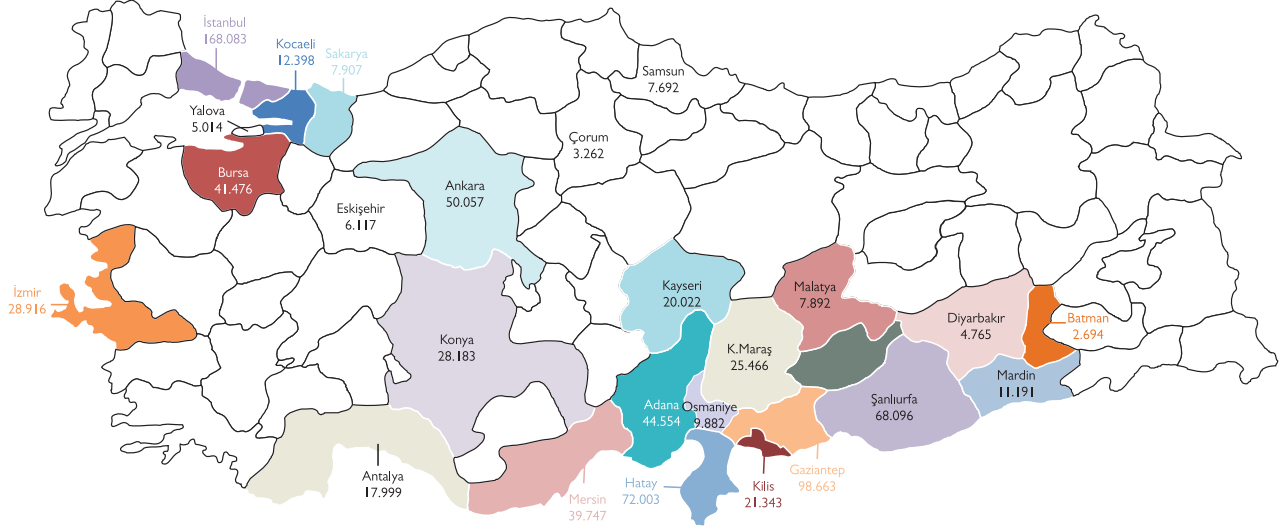 İstanbul
168.083
Kocaeli
12.398
Sakarya
7.907
Samsun
7.692
Yalova
5.014
Çorum
3.262
Bursa
41.476
Ankara
50.057
Eskişehir
6.117
İzmir
28.916
Kayseri
20.022
Malatya
7.892
Diyarbakır
4.765
Batman
2.694
Konya
28.183
K.Maraş
25.466
Mardin
11.191
Adana
44.554
Osmaniye
9.882
Şanlıurfa
68.096
Antalya
17.999
Mersin
39.747
Hatay
72.003
Kilis
21.343
Gaziantep
98.663